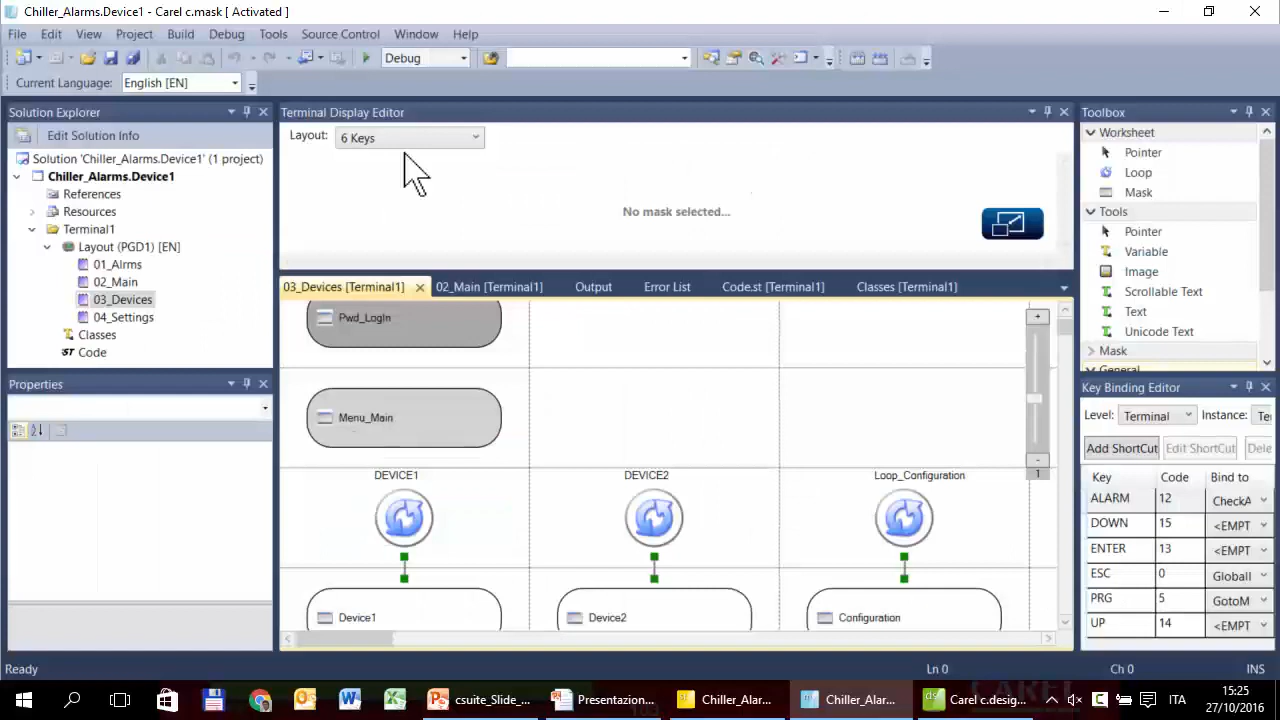 Chiller_Alarms.Device1 - Carel c.mask [ Activated ]
File Edit View Project Build Debug Tools Source Control Window Help
Debug
Current Language: English [EN]
Solution Explorer
Edit Solution Info
Solution 'Chiller_Alarms.Device1' (1 project)
Chiller_Alarms.Device1
References
Resources
Terminal1
Layout (PGD1) [EN]
01_Alrms
02_Main
03_Devices
04_Settings
Classes
Code
Properties
Terminal Display Editor
Layout: 6 Keys
No mask selected...
03_Devices [Terminal1] 02_Main [Terminal1] Output Error List Code.st [Terminal1] Classes [Terminal1]
Pwd_LogIn
Menu_Main
DEVICE1 DEVICE2 Loop_Configuration
Device1 Device2 Configuration
1
Toolbox
Worksheet
Pointer
Loop
Mask
Tools
Pointer
Variable
Image
Scrollable Text
Text
Unicode Text
Mask
General
Key Binding Editor
Level: Terminal Instance: Te
Add ShortCut Edit ShortCut Dele
Key Code Bind to
ALARM 12 CheckA
DOWN 15 <EMPT
ENTER 13 <EMPT
ESC 0 Globall
PRG 5 GotoM
UP 14 <EMPT
Ready Ln 0 Ch 0 INS
csuite_Slide_... Presentazion... Chiller_Alar... Chiller_Alar... Carel c.desig... ITA 15:25
27/10/2016